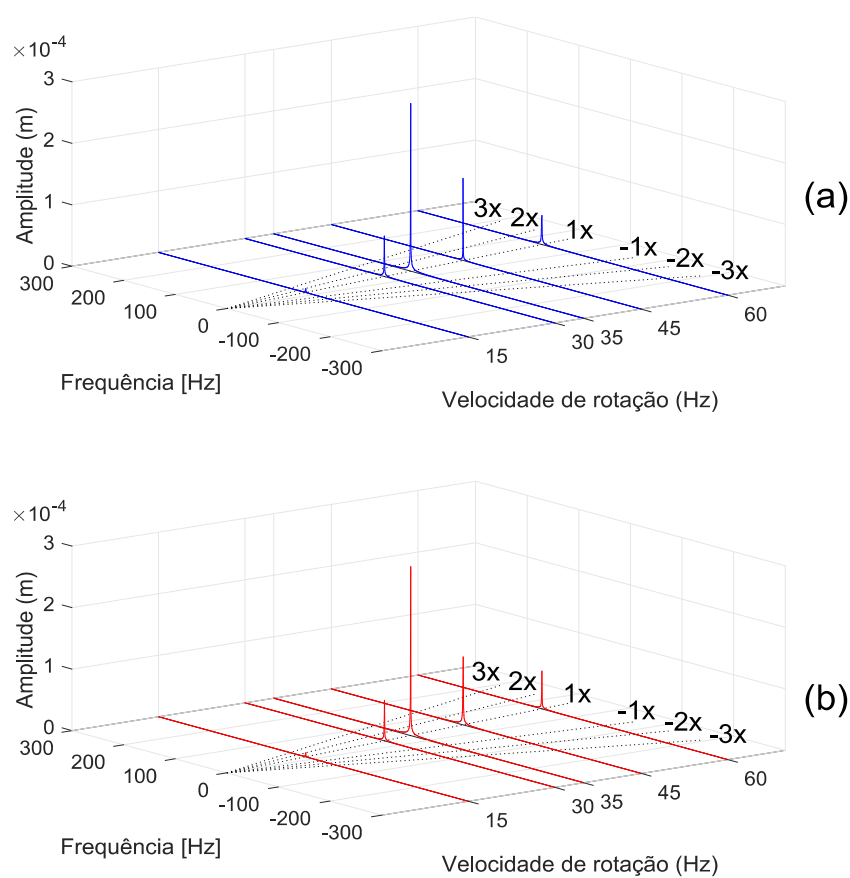 ×10⁻⁴
3
2
1
0
Amplitude (m)
300
200
100
0
-100
-200
-300
Frequência [Hz]
15
30
35
45
60
Velocidade de rotação (Hz)
3x
2x
1x
-1x
-2x
-3x
(a)
×10⁻⁴
3
2
1
0
Amplitude (m)
300
200
100
0
-100
-200
-300
Frequência [Hz]
15
30
35
45
60
Velocidade de rotação (Hz)
3x
2x
1x
-1x
-2x
-3x
(b)